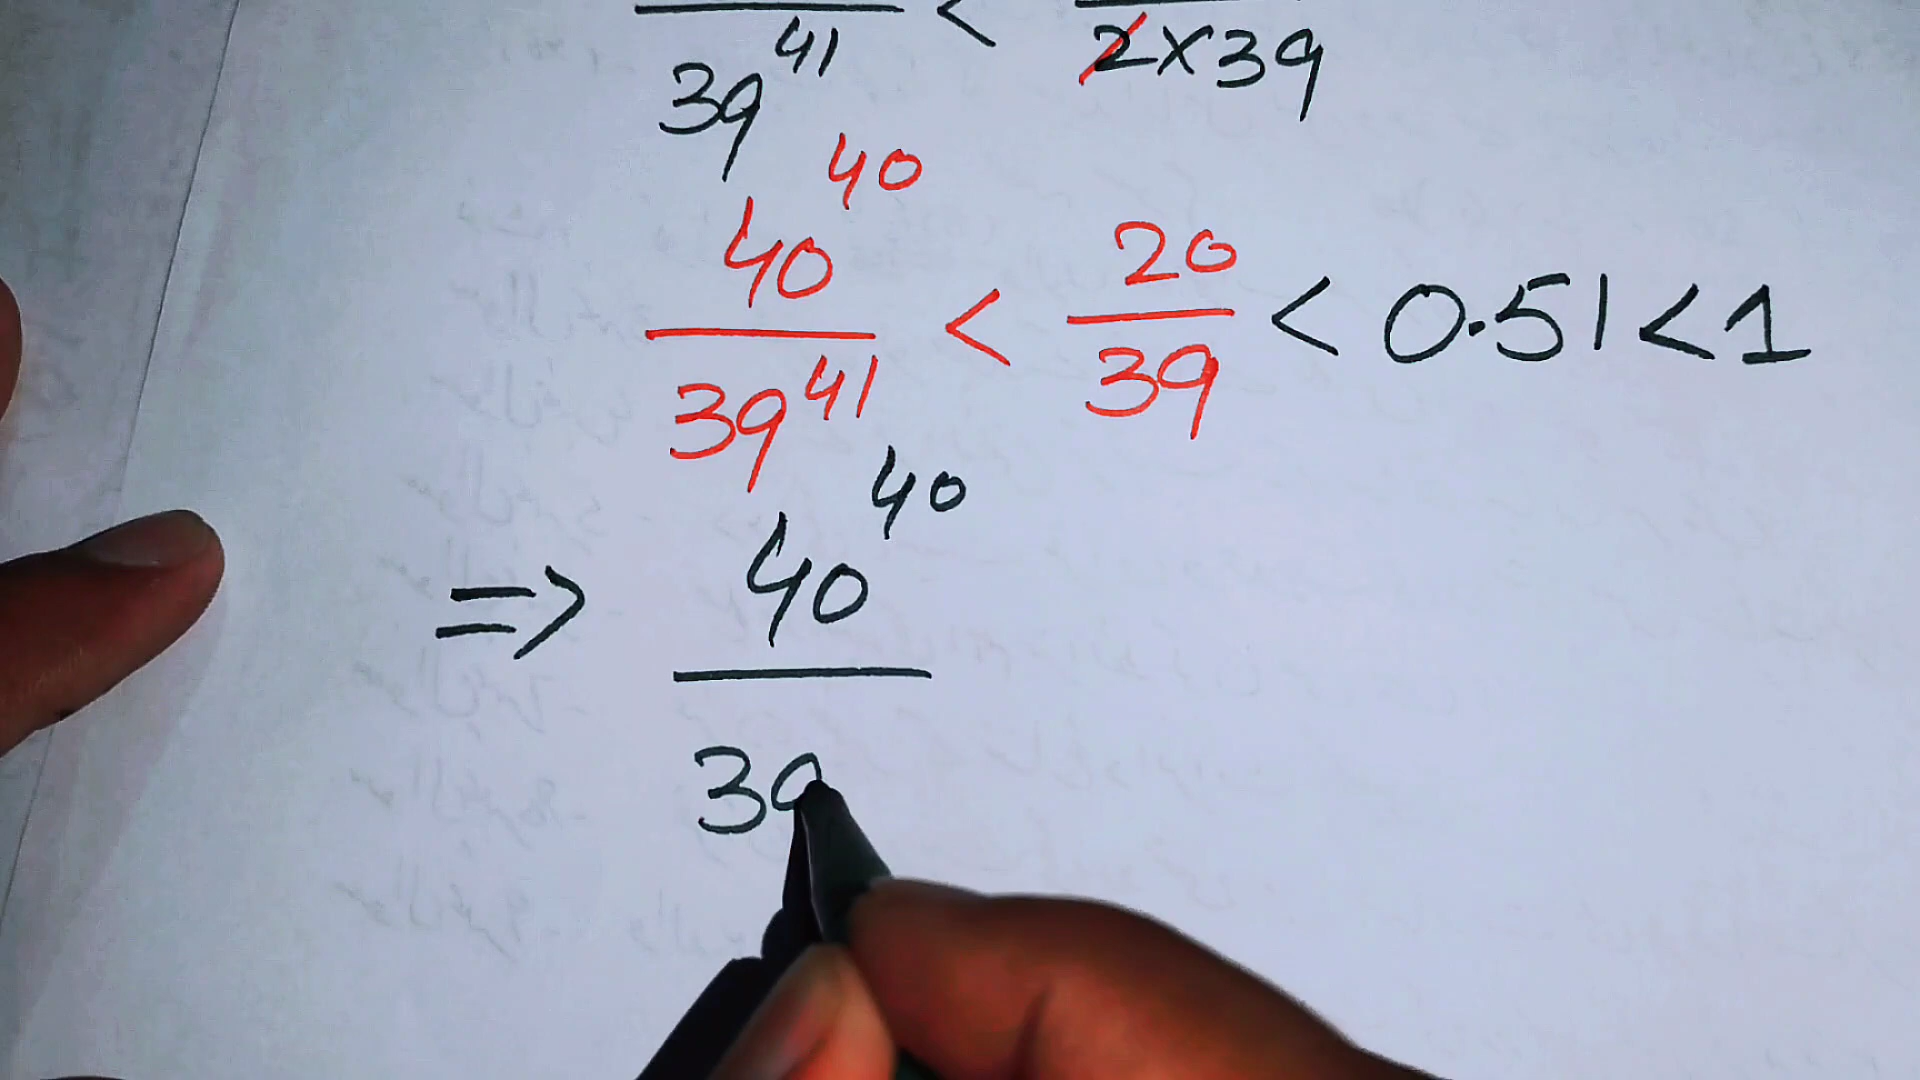 39^41 < 2×39
40^40 / 39^41 < 20/39 < 0.51 < 1
=> 40^40 / 39